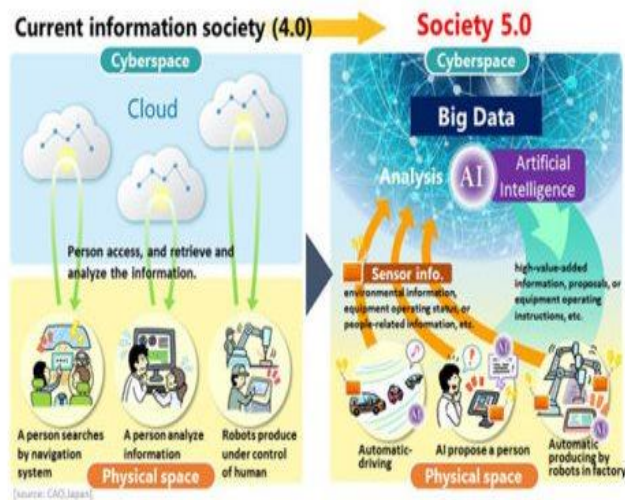 Current information society (4.0)
Society 5.0
Cyberspace
Cloud
Person access, and retrieve and
analyze the information.
A person searches
by navigation
system
A person analyze
information
Robots produce
under control
of human
Physical space
[source: CAO,Japan]
Cyberspace
Big Data
Analysis
AI
Artificial
Intelligence
Sensor info.
environmental information,
equipment operating status, or
people-related information, etc.
high-value-added
information, proposals, or
equipment operating
instructions, etc.
AI
AI
AI
Automatic-
driving
AI propose a person
Automatic
producing by
robots in factory
Physical space